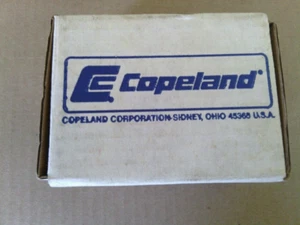 Copeland®
COPELAND CORPORATION-SIDNEY, OHIO 45365 U.S.A.